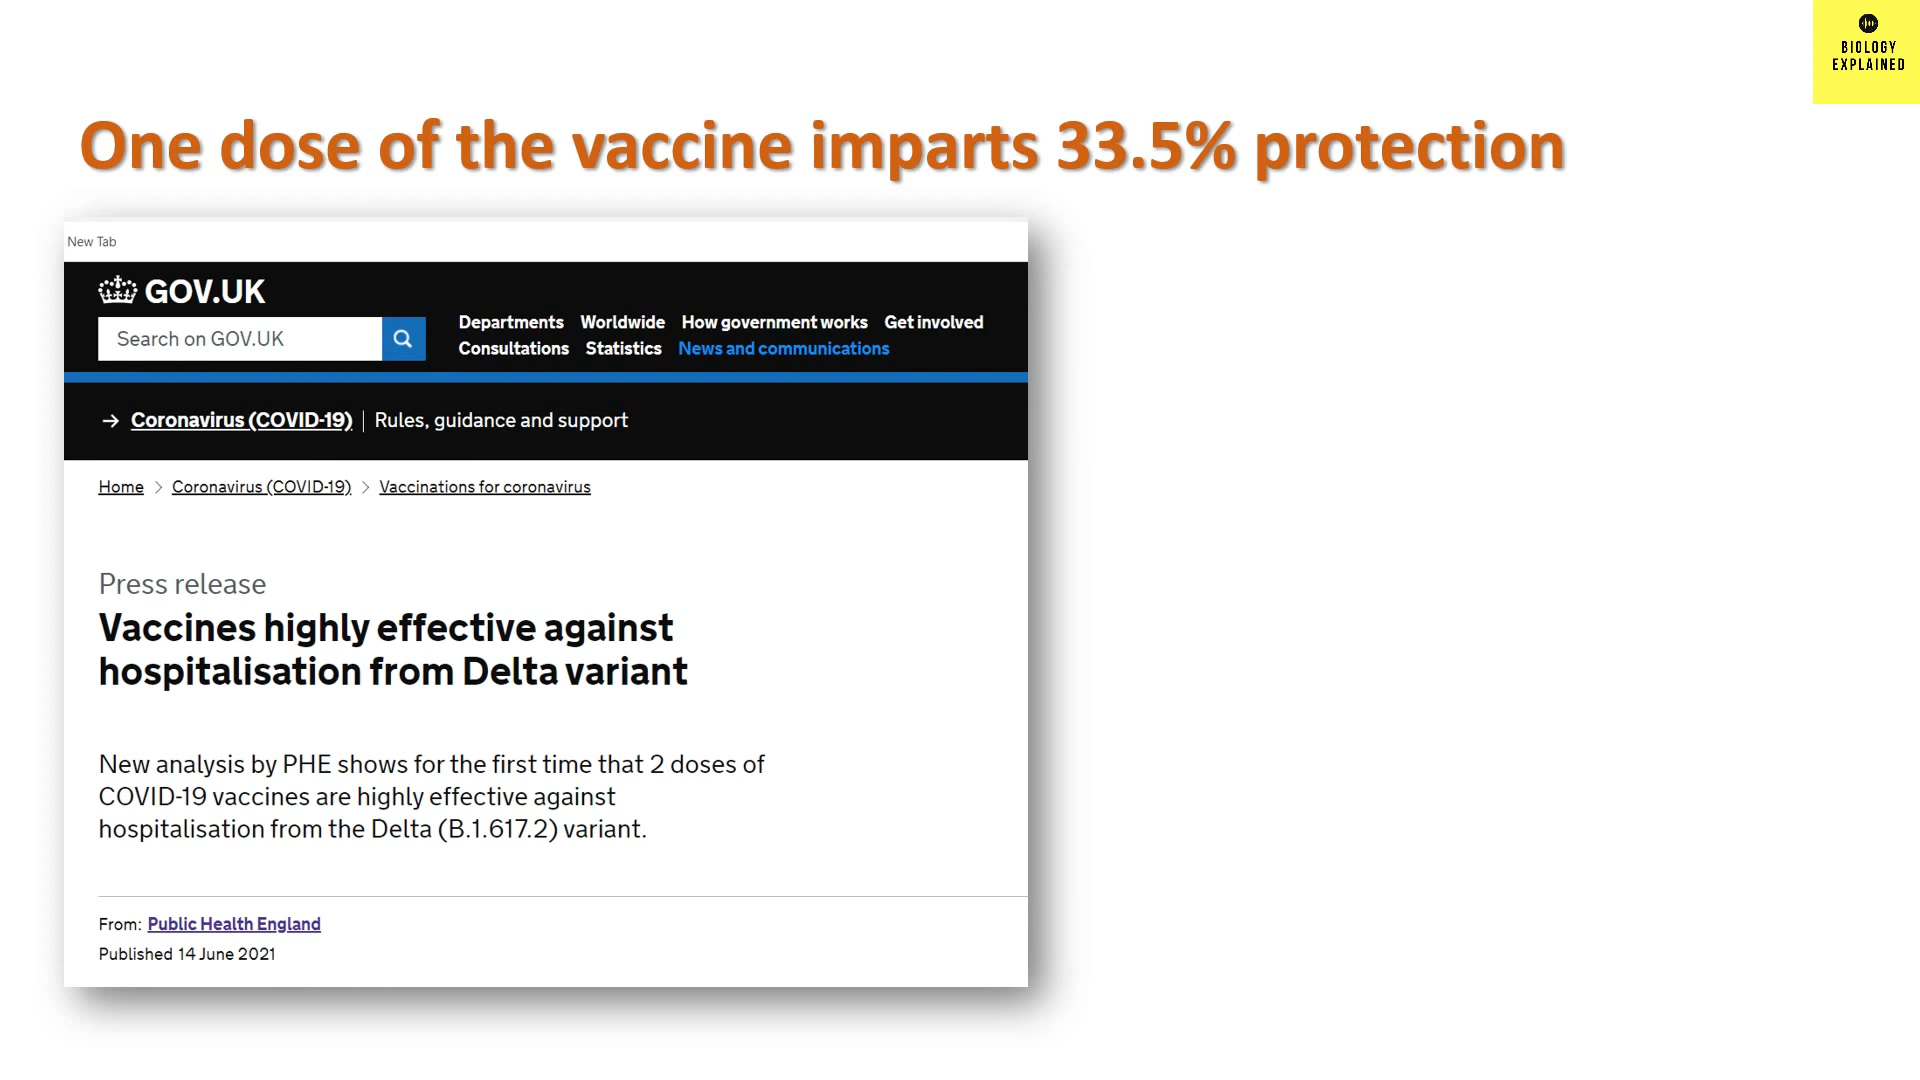 BIOLOGY
EXPLAINED
One dose of the vaccine imparts 33.5% protection
New Tab
GOV.UK
Search on GOV.UK
Departments Worldwide How government works Get involved
Consultations Statistics News and communications
→ Coronavirus (COVID-19) | Rules, guidance and support
Home > Coronavirus (COVID-19) > Vaccinations for coronavirus
Press release
Vaccines highly effective against
hospitalisation from Delta variant
New analysis by PHE shows for the first time that 2 doses of
COVID-19 vaccines are highly effective against
hospitalisation from the Delta (B.1.617.2) variant.
From: Public Health England
Published 14 June 2021